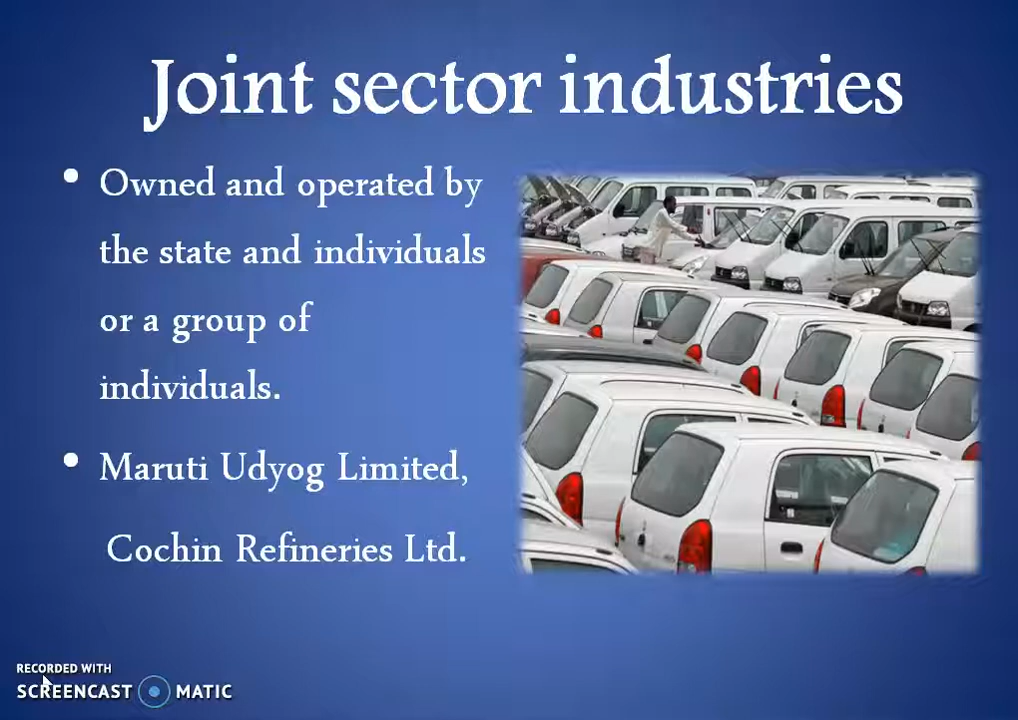 Joint sector industries
• Owned and operated by
the state and individuals
or a group of
individuals.
• Maruti Udyog Limited,
Cochin Refineries Ltd.
RECORDED WITH
SCREENCAST MATIC